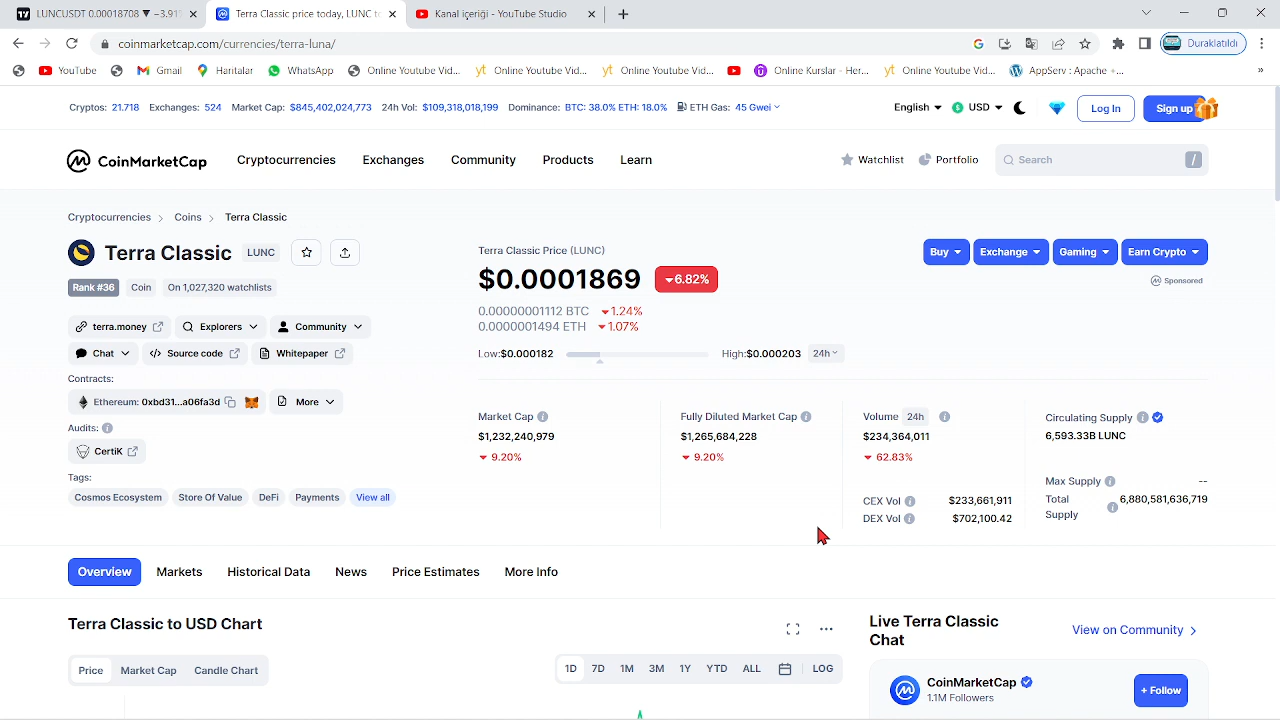 LUNCUSDT 0.00018708 ▼ −3.91
Terra Classic price today, LUNC to
Kanal içeriği - YouTube Studio
coinmarketcap.com/currencies/terra-luna/
Duraklatıldı
YouTube
Gmail
Haritalar
WhatsApp
Online Youtube Vid...
Online Youtube Vid...
Online Youtube Vid...
Online Kurslar - Her...
Online Youtube Vid...
AppServ : Apache +...
»
Cryptos: 21.718 Exchanges: 524 Market Cap: $845,402,024,773 24h Vol: $109,318,018,199 Dominance: BTC: 38.0% ETH: 18.0% ETH Gas: 45 Gwei
English USD Log In Sign up
CoinMarketCap Cryptocurrencies Exchanges Community Products Learn
Watchlist Portfolio Search /
Cryptocurrencies > Coins > Terra Classic
Terra Classic LUNC
Rank #36 Coin On 1,027,320 watchlists
terra.money Explorers Community
Chat Source code Whitepaper
Contracts:
Ethereum: 0xbd31...a06fa3d More
Audits:
CertiK
Tags:
Cosmos Ecosystem Store Of Value DeFi Payments View all
Terra Classic Price (LUNC)
$0.0001869 6.82%
0.00000001112 BTC 1.24%
0.0000001494 ETH 1.07%
Low:$0.000182 High:$0.000203 24h
Buy Exchange Gaming Earn Crypto
Sponsored
Market Cap
$1,232,240,979
9.20%
Fully Diluted Market Cap
$1,265,684,228
9.20%
Volume 24h
$234,364,011
62.83%
CEX Vol $233,661,911
DEX Vol $702,100.42
Circulating Supply
6,593.33B LUNC
Max Supply --
Total Supply 6,880,581,636,719
Overview Markets Historical Data News Price Estimates More Info
Terra Classic to USD Chart
Price Market Cap Candle Chart
1D 7D 1M 3M 1Y YTD ALL LOG
Live Terra Classic
Chat
View on Community >
CoinMarketCap
1.1M Followers
+ Follow